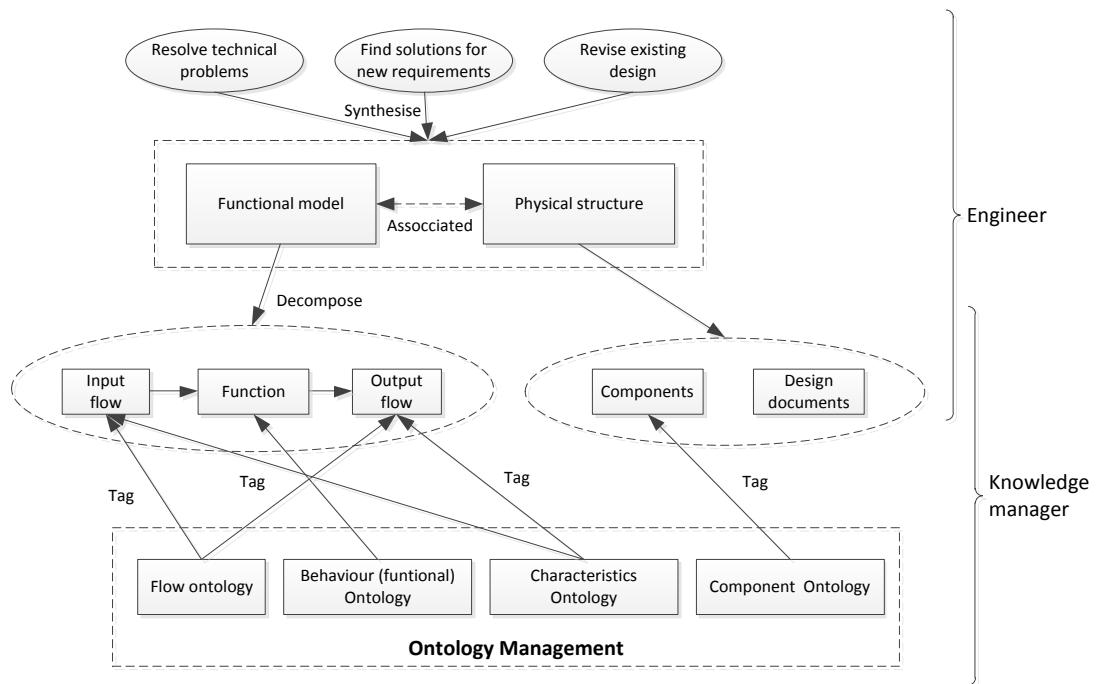 Resolve technical
problems
Find solutions for
new requirements
Revise existing
design
Synthesise
Functional model
Physical structure
Assocciated
Engineer
Decompose
Input
flow
Function
Output
flow
Components
Design
documents
Tag
Tag
Tag
Tag
Knowledge
manager
Flow ontology
Behaviour (funtional)
Ontology
Characteristics
Ontology
Component Ontology
Ontology Management